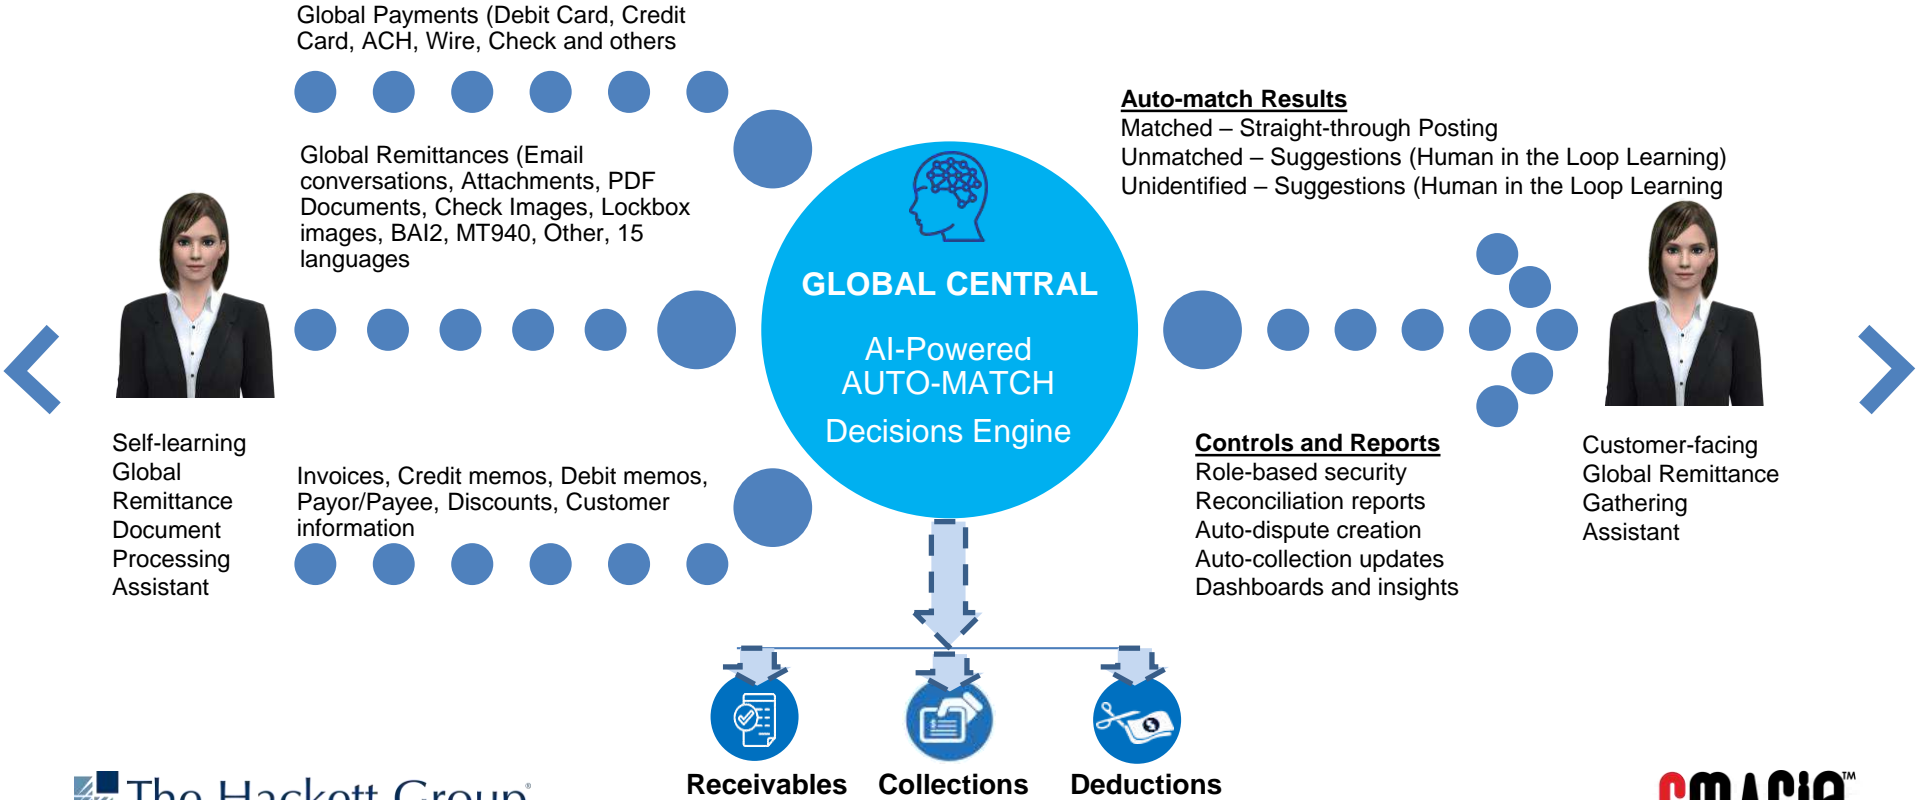 Global Payments (Debit Card, Credit
Card, ACH, Wire, Check and others
Global Remittances (Email
conversations, Attachments, PDF
Documents, Check Images, Lockbox
images, BAI2, MT940, Other, 15
languages
Self-learning
Global
Remittance
Document
Processing
Assistant
Invoices, Credit memos, Debit memos,
Payor/Payee, Discounts, Customer
information
GLOBAL CENTRAL
AI-Powered
AUTO-MATCH
Decisions Engine
Auto-match Results
Matched – Straight-through Posting
Unmatched – Suggestions (Human in the Loop Learning)
Unidentified – Suggestions (Human in the Loop Learning
Controls and Reports
Role-based security
Reconciliation reports
Auto-dispute creation
Auto-collection updates
Dashboards and insights
Customer-facing
Global Remittance
Gathering
Assistant
Receivables
Collections
Deductions
The Hackett Group®
emagia™